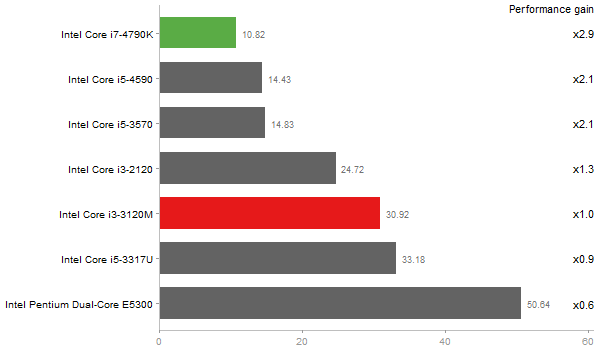 Performance gain
Intel Core i7-4790K 10.82 x2.9
Intel Core i5-4590 14.43 x2.1
Intel Core i5-3570 14.83 x2.1
Intel Core i3-2120 24.72 x1.3
Intel Core i3-3120M 30.92 x1.0
Intel Core i5-3317U 33.18 x0.9
Intel Pentium Dual-Core E5300 50.64 x0.6
0 20 40 60